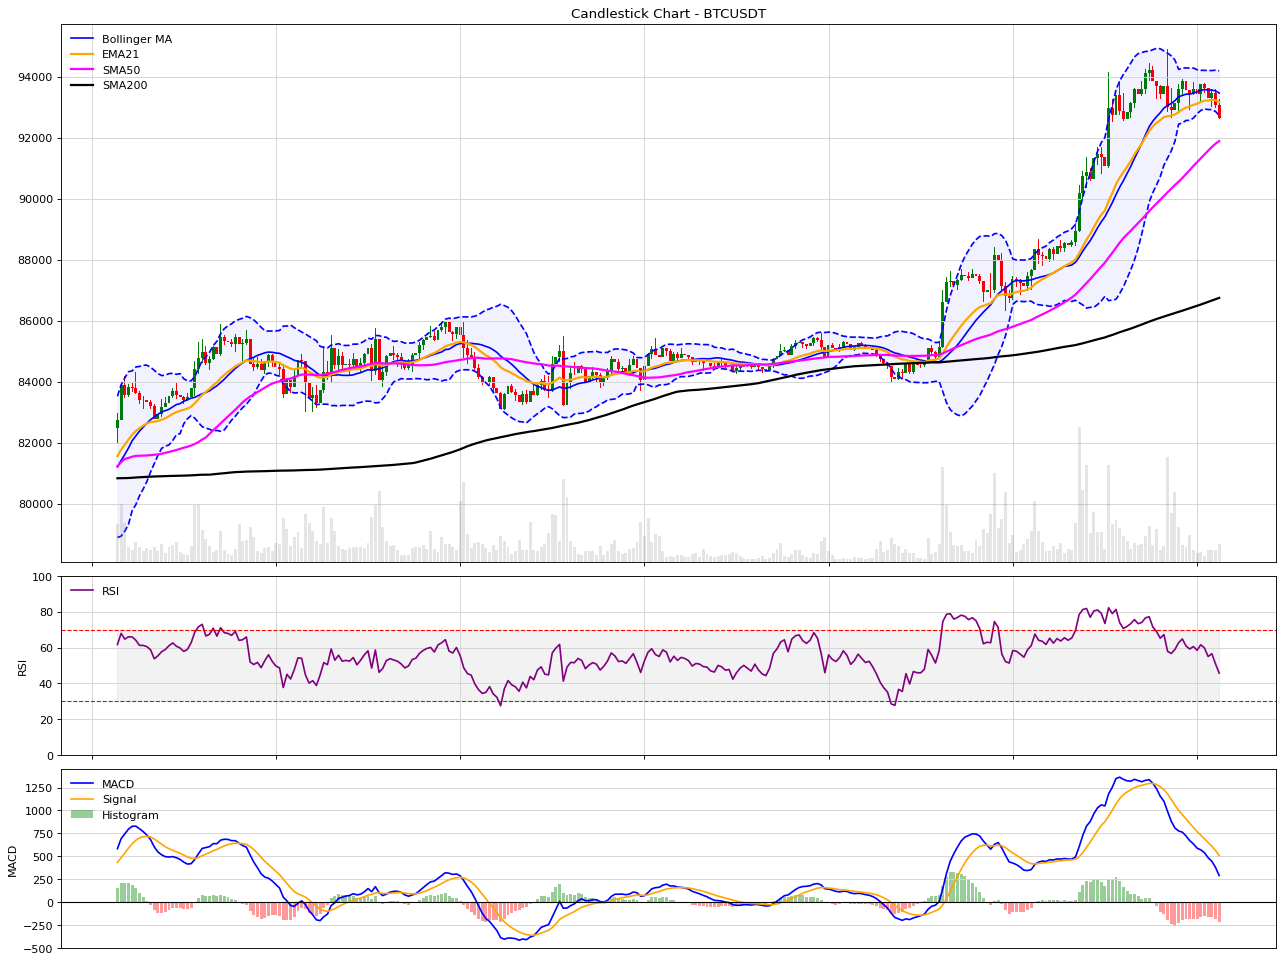 Candlestick Chart - BTCUSDT
Bollinger MA
EMA21
SMA50
SMA200
94000
92000
90000
88000
86000
84000
82000
80000
RSI
100
80
60
40
20
0
RSI
MACD
Signal
Histogram
1250
1000
750
500
250
0
−250
−500
MACD